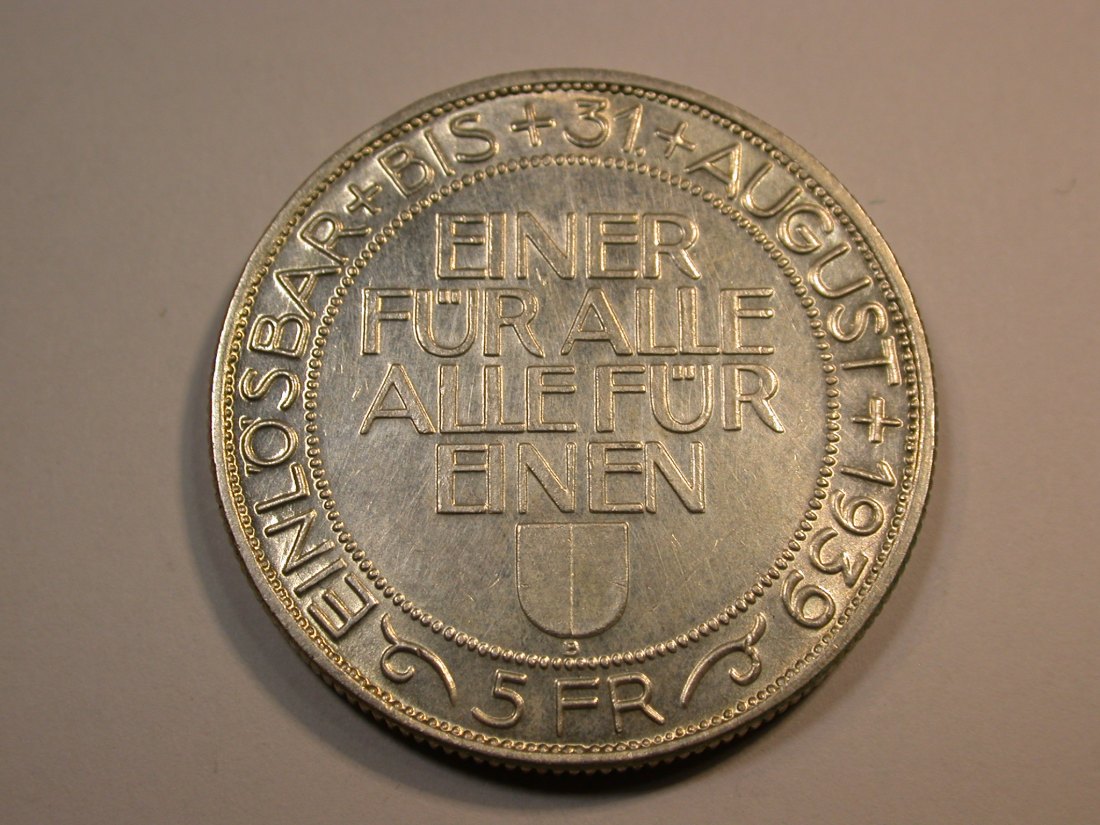 EINLÖSBAR + BIS + 31. + AUGUST + 1939
EINER
FÜR ALLE
ALLE FÜR
EINEN
B
5 FR